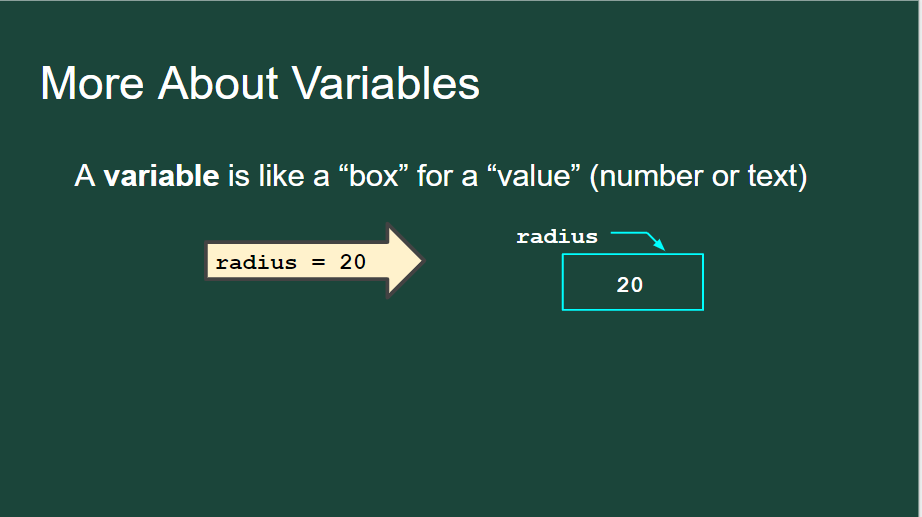 More About Variables
A variable is like a “box” for a “value” (number or text)
radius = 20
radius
20